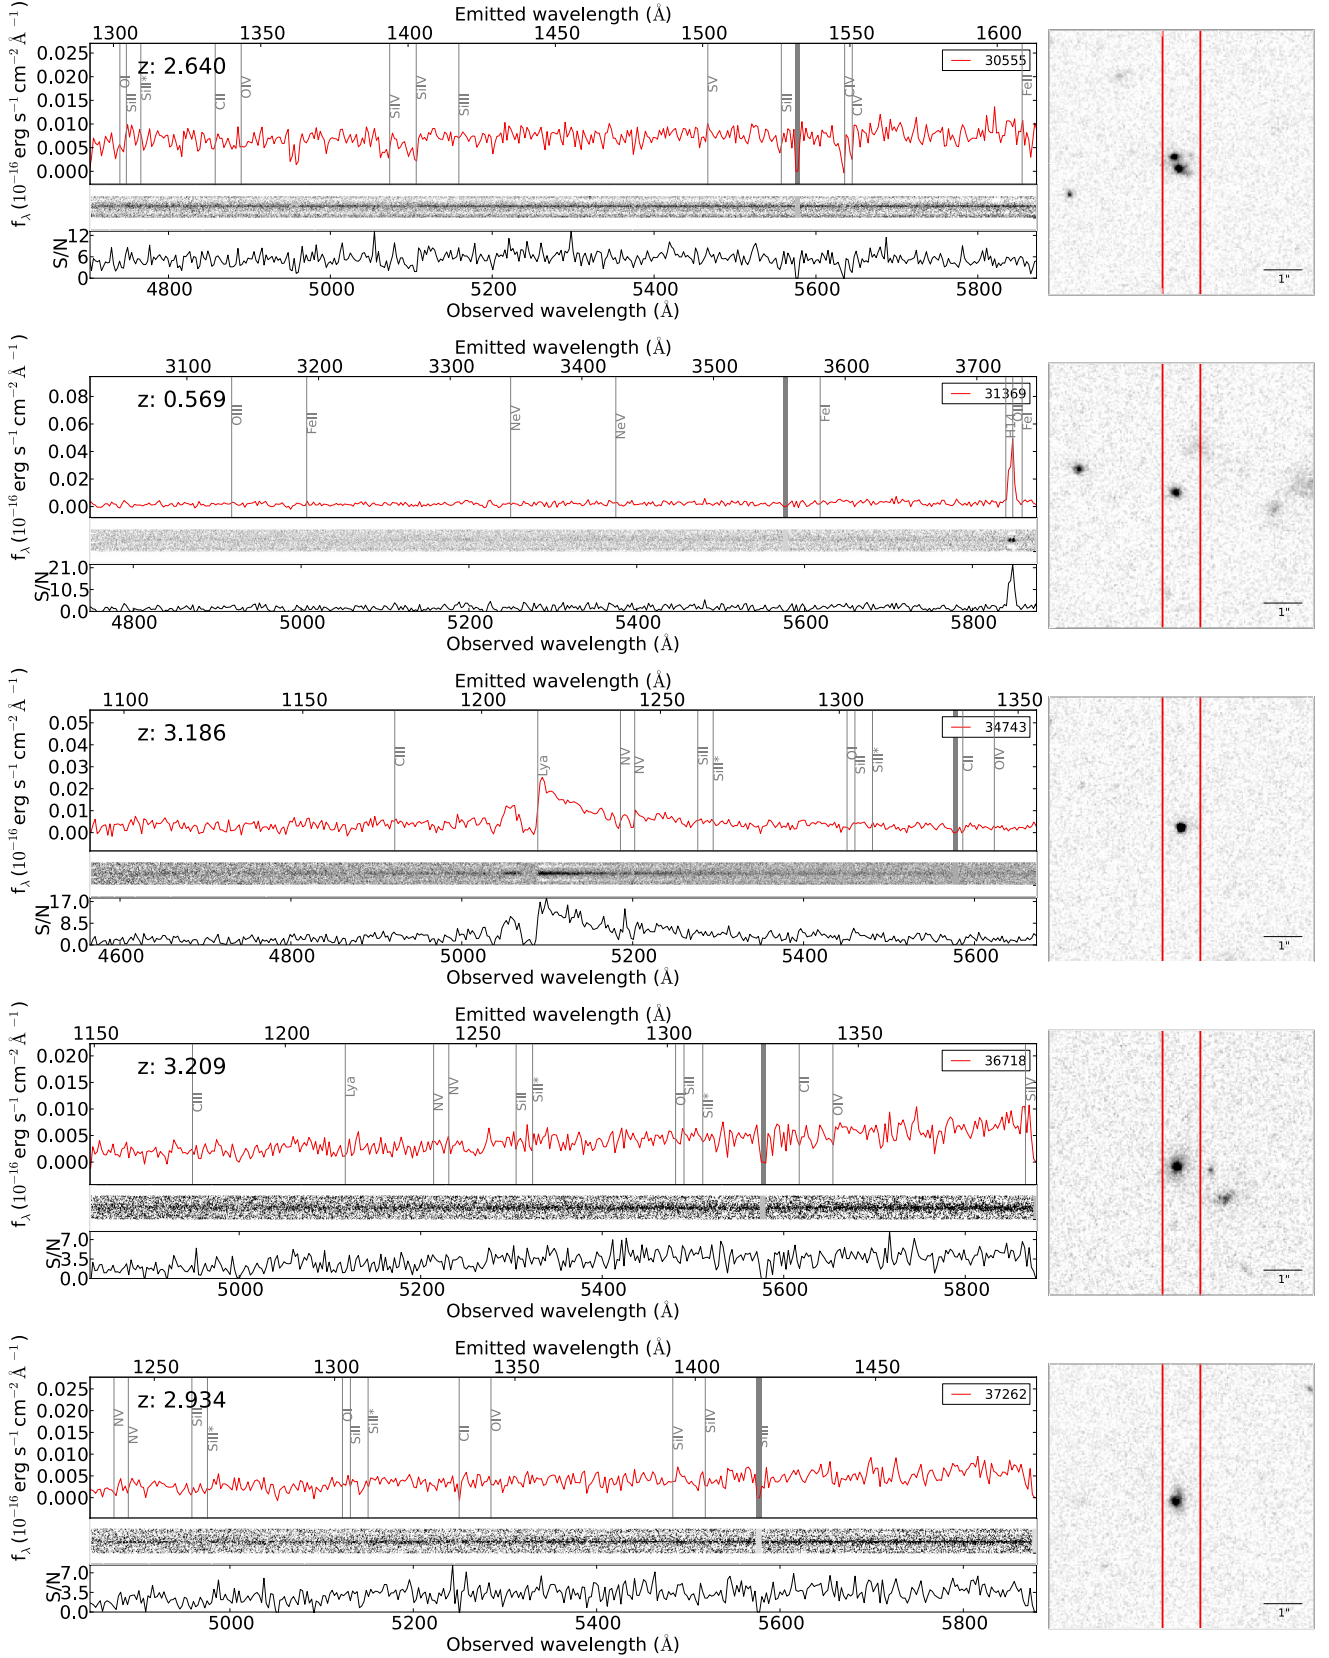 Emitted wavelength (Å)
1300 1350 1400 1450 1500 1550 1600
z: 2.640
30555
OI SiII SiII* CII OIV SiIV SiIV SiIII SV SiII CIV CIV FeII
f_λ (10⁻¹⁶ erg s⁻¹ cm⁻² Å⁻¹)
0.025
0.020
0.015
0.010
0.005
0.000
S/N
12
6
0
4800 5000 5200 5400 5600 5800
Observed wavelength (Å)
1"
Emitted wavelength (Å)
3100 3200 3300 3400 3500 3600 3700
z: 0.569
31369
OIII FeII NeV NeV FeI H14 OII FeI
f_λ (10⁻¹⁶ erg s⁻¹ cm⁻² Å⁻¹)
0.08
0.06
0.04
0.02
0.00
S/N
21.0
10.5
0.0
4800 5000 5200 5400 5600 5800
Observed wavelength (Å)
1"
Emitted wavelength (Å)
1100 1150 1200 1250 1300 1350
z: 3.186
34743
CIII Lya NV NV SiII SiII* OI SiII SiII* CII OIV
f_λ (10⁻¹⁶ erg s⁻¹ cm⁻² Å⁻¹)
0.05
0.04
0.03
0.02
0.01
0.00
S/N
17.0
8.5
0.0
4600 4800 5000 5200 5400 5600
Observed wavelength (Å)
1"
Emitted wavelength (Å)
1150 1200 1250 1300 1350
z: 3.209
36718
CIII Lya NV NV SiII SiII* OI SiII SiII* CII OIV SiIV
f_λ (10⁻¹⁶ erg s⁻¹ cm⁻² Å⁻¹)
0.020
0.015
0.010
0.005
0.000
S/N
7.0
3.5
0.0
5000 5200 5400 5600 5800
Observed wavelength (Å)
1"
Emitted wavelength (Å)
1250 1300 1350 1400 1450
z: 2.934
37262
NV NV SiII SiII* OI SiII SiII* CII OIV SiIV SiIV SiIII
f_λ (10⁻¹⁶ erg s⁻¹ cm⁻² Å⁻¹)
0.025
0.020
0.015
0.010
0.005
0.000
S/N
7.0
3.5
0.0
5000 5200 5400 5600 5800
Observed wavelength (Å)
1"